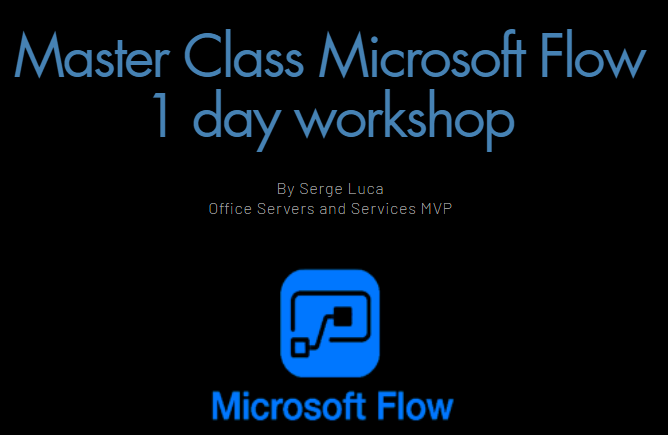 Master Class Microsoft Flow
1 day workshop
By Serge Luca
Office Servers and Services MVP
Microsoft Flow